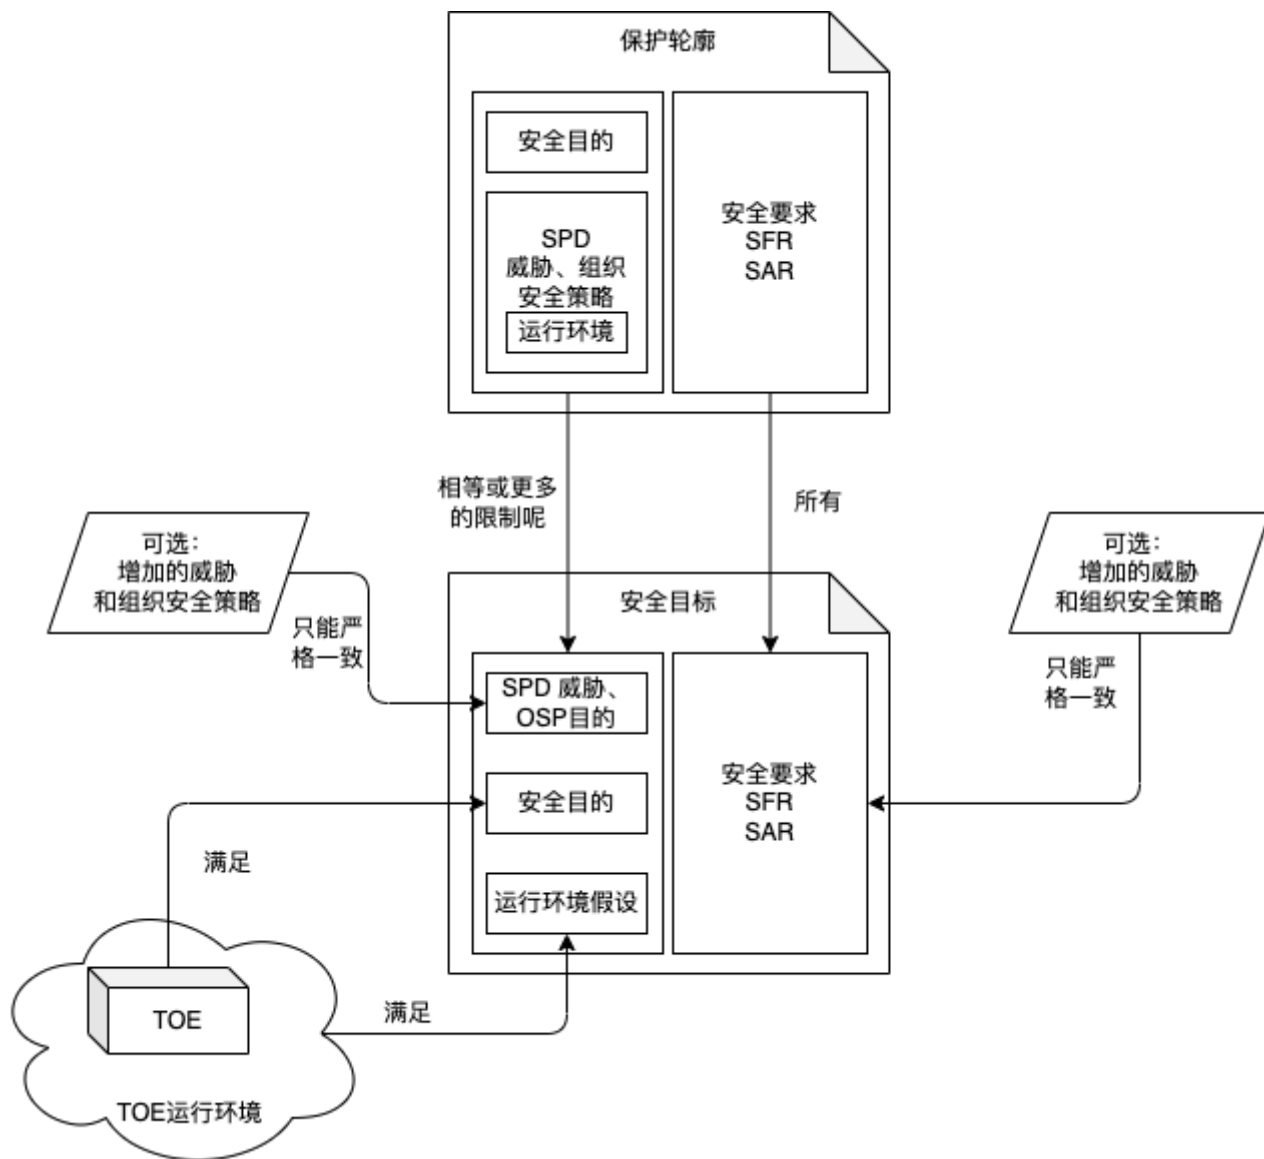 保护轮廓
安全目的
SPD
威胁、组织
安全策略
运行环境
安全要求
SFR
SAR
相等或更多
的限制呢
所有
可选：
增加的威胁
和组织安全策略
只能严
格一致
可选：
增加的威胁
和组织安全策略
只能严
格一致
安全目标
SPD 威胁、
OSP目的
安全目的
运行环境假设
安全要求
SFR
SAR
满足
满足
TOE
TOE运行环境